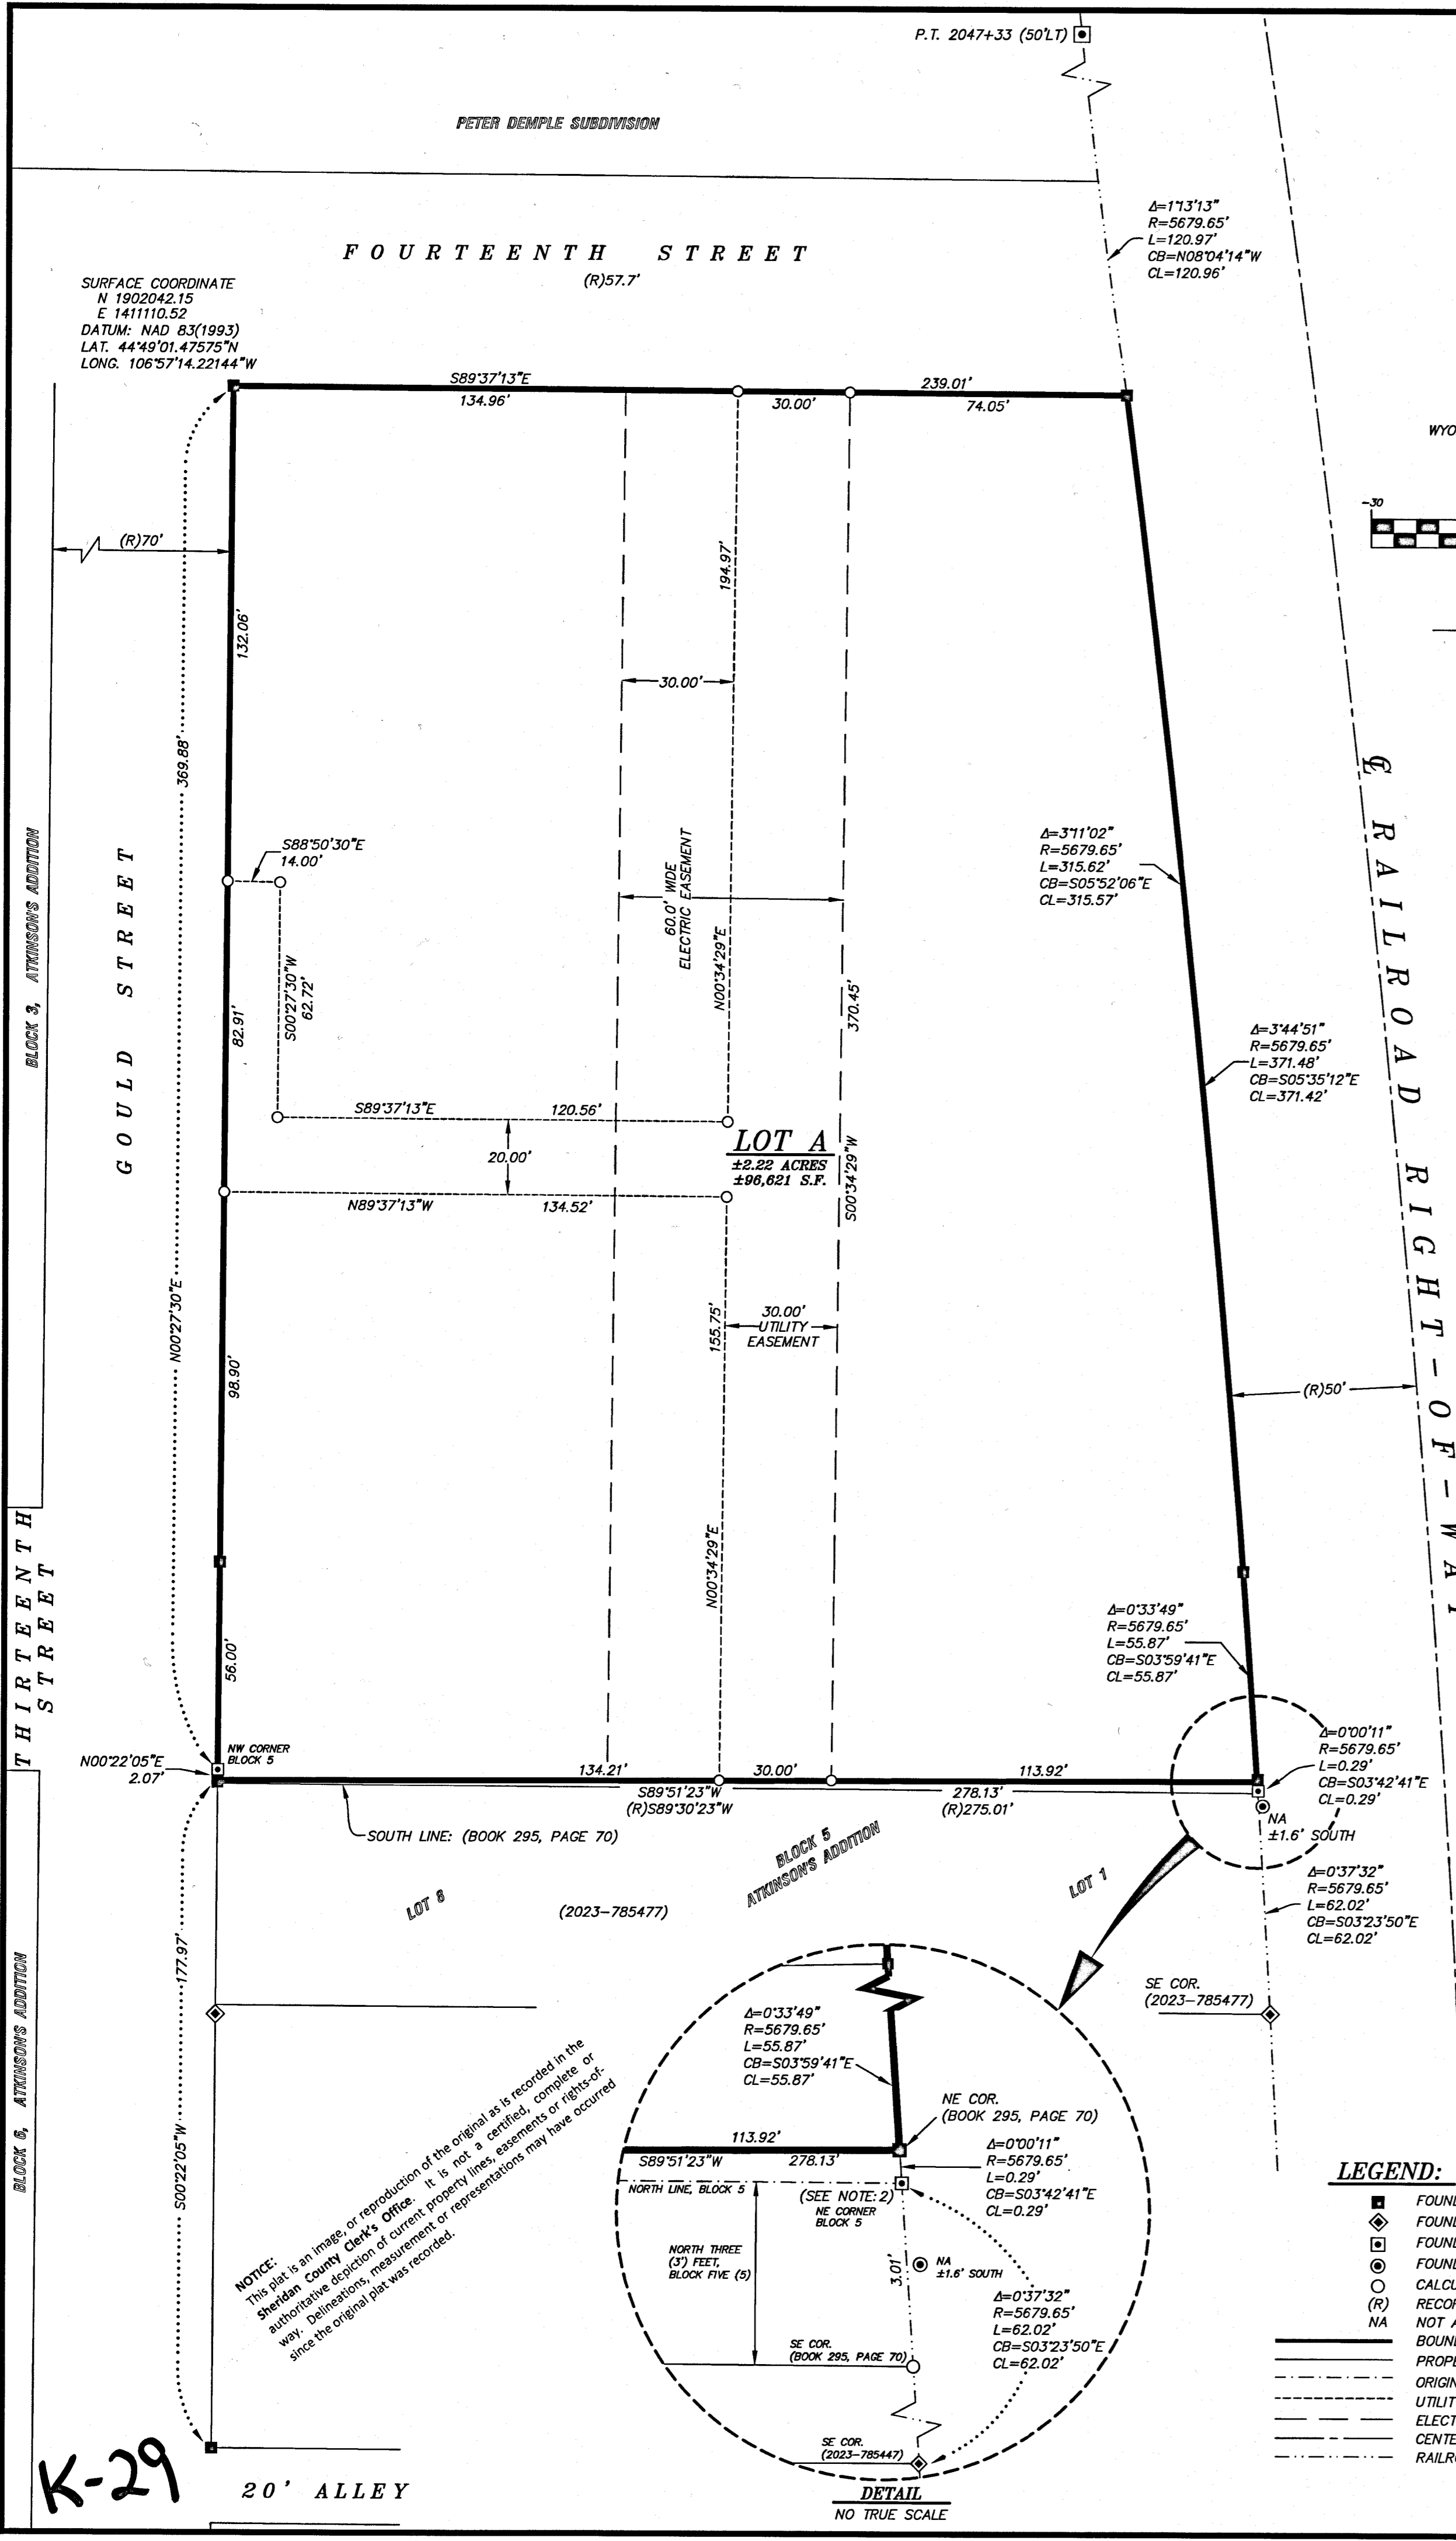 P.T. 2047+33 (50'LT)
PETER DEMPLE SUBDIVISION
Δ=1°13'13"
R=5679.65'
L=120.97'
CB=N08°04'14"W
CL=120.96'
FOURTEENTH STREET
(R)57.7'
SURFACE COORDINATE
N 1902042.15
E 1411110.52
DATUM: NAD 83(1993)
LAT. 44°49'01.47575"N
LONG. 106°57'14.22144"W
S89°37'13"E
239.01'
134.96'
30.00'
74.05'
WYO
-30
(R)70'
194.97'
132.06'
30.00'
369.88'
℄ RAILROAD RIGHT-OF-WAY
BLOCK 3, ATKINSON'S ADDITION
GOULD STREET
S88°50'30"E
14.00'
60.0' WIDE
ELECTRIC EASEMENT
Δ=3°11'02"
R=5679.65'
L=315.62'
CB=S05°52'06"E
CL=315.57'
S00°27'30"W
62.72'
N00°34'29"E
370.45'
82.91'
Δ=3°44'51"
R=5679.65'
L=371.48'
CB=S05°35'12"E
CL=371.42'
S89°37'13"E
120.56'
LOT A
±2.22 ACRES
±96,621 S.F.
20.00'
N89°37'13"W
134.52'
S00°34'29"W
N00°27'30"E
155.75'
30.00'
UTILITY
EASEMENT
98.90'
(R)50'
THIRTEENTH
STREET
N00°34'29"E
56.00'
Δ=0°33'49"
R=5679.65'
L=55.87'
CB=S03°59'41"E
CL=55.87'
N00°22'05"E
2.07'
NW CORNER
BLOCK 5
134.21'
30.00'
113.92'
S89°51'23"W
278.13'
(R)S89°30'23"W
(R)275.01'
Δ=0°00'11"
R=5679.65'
L=0.29'
CB=S03°42'41"E
CL=0.29'
NA
±1.6' SOUTH
SOUTH LINE: (BOOK 295, PAGE 70)
BLOCK 5
ATKINSON'S ADDITION
LOT 8
(2023-785477)
LOT 1
Δ=0°37'32"
R=5679.65'
L=62.02'
CB=S03°23'50"E
CL=62.02'
SE COR.
(2023-785477)
177.97'
S00°22'05"W
BLOCK 6, ATKINSON'S ADDITION
NOTICE:
This plat is an image, or reproduction of the original as is recorded in the
Sheridan County Clerk's Office. It is not a certified, complete or
authoritative depiction of current property lines, easements or rights-of-
way. Delineations, measurement or representations may have occurred
since the original plat was recorded.
Δ=0°33'49"
R=5679.65'
L=55.87'
CB=S03°59'41"E
CL=55.87'
NE COR.
(BOOK 295, PAGE 70)
113.92'
S89°51'23"W
278.13'
Δ=0°00'11"
R=5679.65'
L=0.29'
CB=S03°42'41"E
CL=0.29'
NORTH LINE, BLOCK 5
(SEE NOTE: 2)
NE CORNER
BLOCK 5
NORTH THREE
(3') FEET,
BLOCK FIVE (5)
3.01'
NA
±1.6' SOUTH
Δ=0°37'32"
R=5679.65'
L=62.02'
CB=S03°23'50"E
CL=62.02'
SE COR.
(BOOK 295, PAGE 70)
SE COR.
(2023-785447)
DETAIL
NO TRUE SCALE
LEGEND:
FOUN
FOUN
FOUN
FOUN
CALCU
(R) RECOR
NA NOT A
BOUN
PROPE
ORIGIN
UTILIT
ELECT
CENTE
RAILR
K-29
20' ALLEY